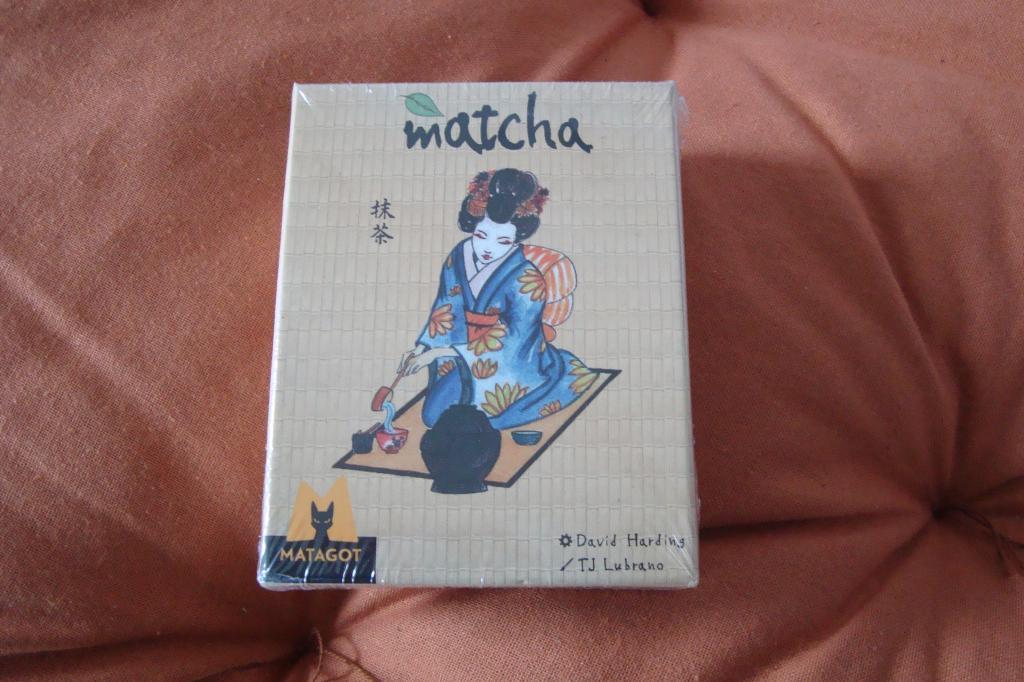 matcha
抹
茶
MATAGOT
David Harding
TJ Lubrano